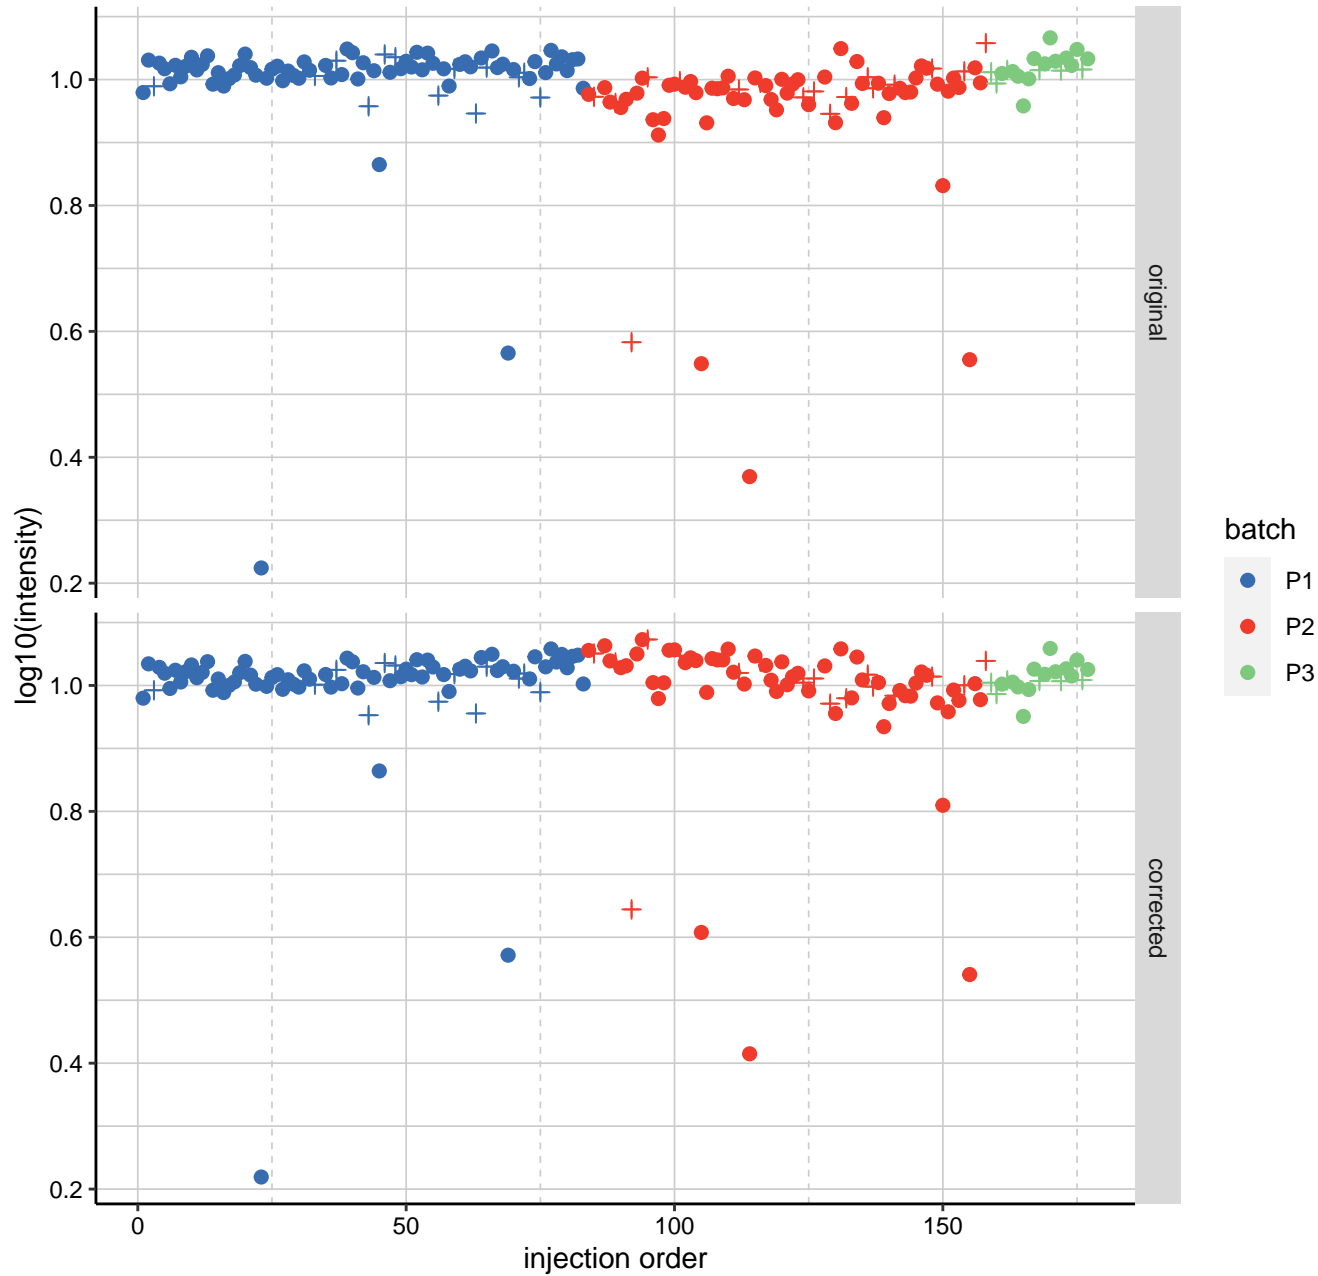 1.0
0.8
0.6
0.4
0.2
original
1.0
0.8
0.6
0.4
0.2
corrected
log10(intensity)
0 50 100 150
injection order
batch
P1
P2
P3